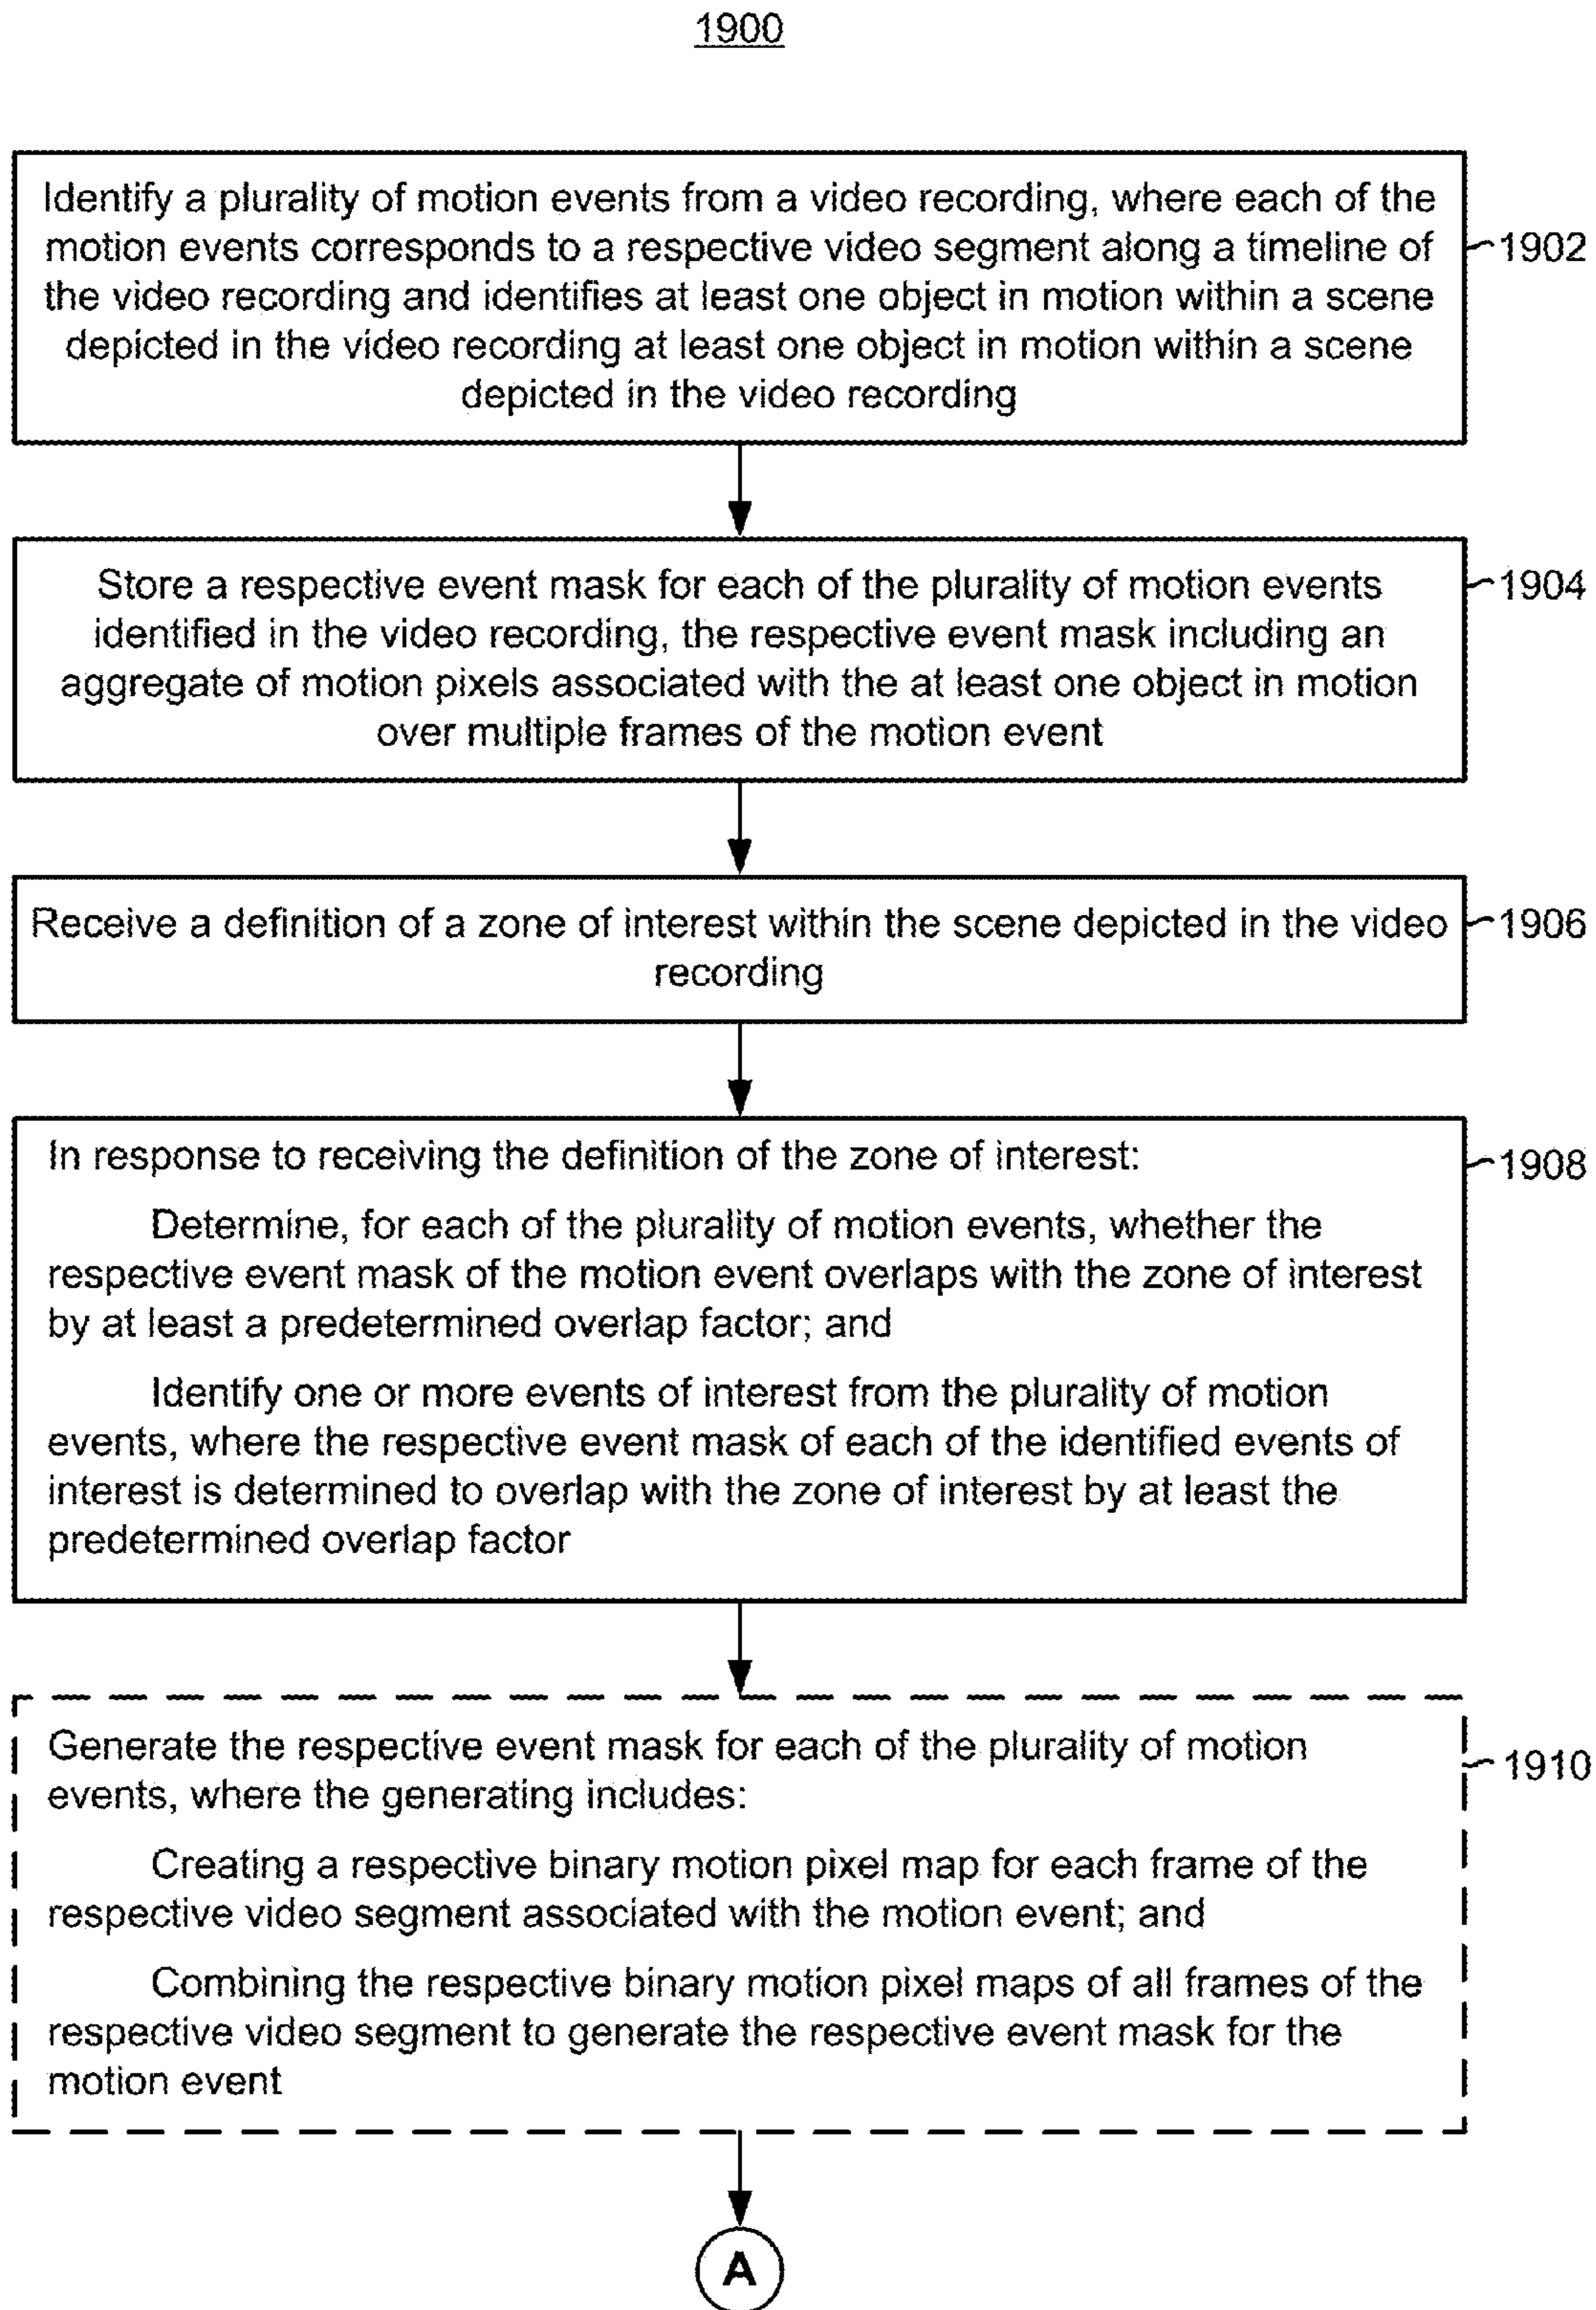 1900
Identify a plurality of motion events from a video recording, where each of the
motion events corresponds to a respective video segment along a timeline of
the video recording and identifies at least one object in motion within a scene
depicted in the video recording at least one object in motion within a scene
depicted in the video recording
1902
Store a respective event mask for each of the plurality of motion events
identified in the video recording, the respective event mask including an
aggregate of motion pixels associated with the at least one object in motion
over multiple frames of the motion event
1904
Receive a definition of a zone of interest within the scene depicted in the video
recording
1906
In response to receiving the definition of the zone of interest:
Determine, for each of the plurality of motion events, whether the
respective event mask of the motion event overlaps with the zone of interest
by at least a predetermined overlap factor; and
Identify one or more events of interest from the plurality of motion
events, where the respective event mask of each of the identified events of
interest is determined to overlap with the zone of interest by at least the
predetermined overlap factor
1908
Generate the respective event mask for each of the plurality of motion
events, where the generating includes:
Creating a respective binary motion pixel map for each frame of the
respective video segment associated with the motion event; and
Combining the respective binary motion pixel maps of all frames of the
respective video segment to generate the respective event mask for the
motion event
1910
A